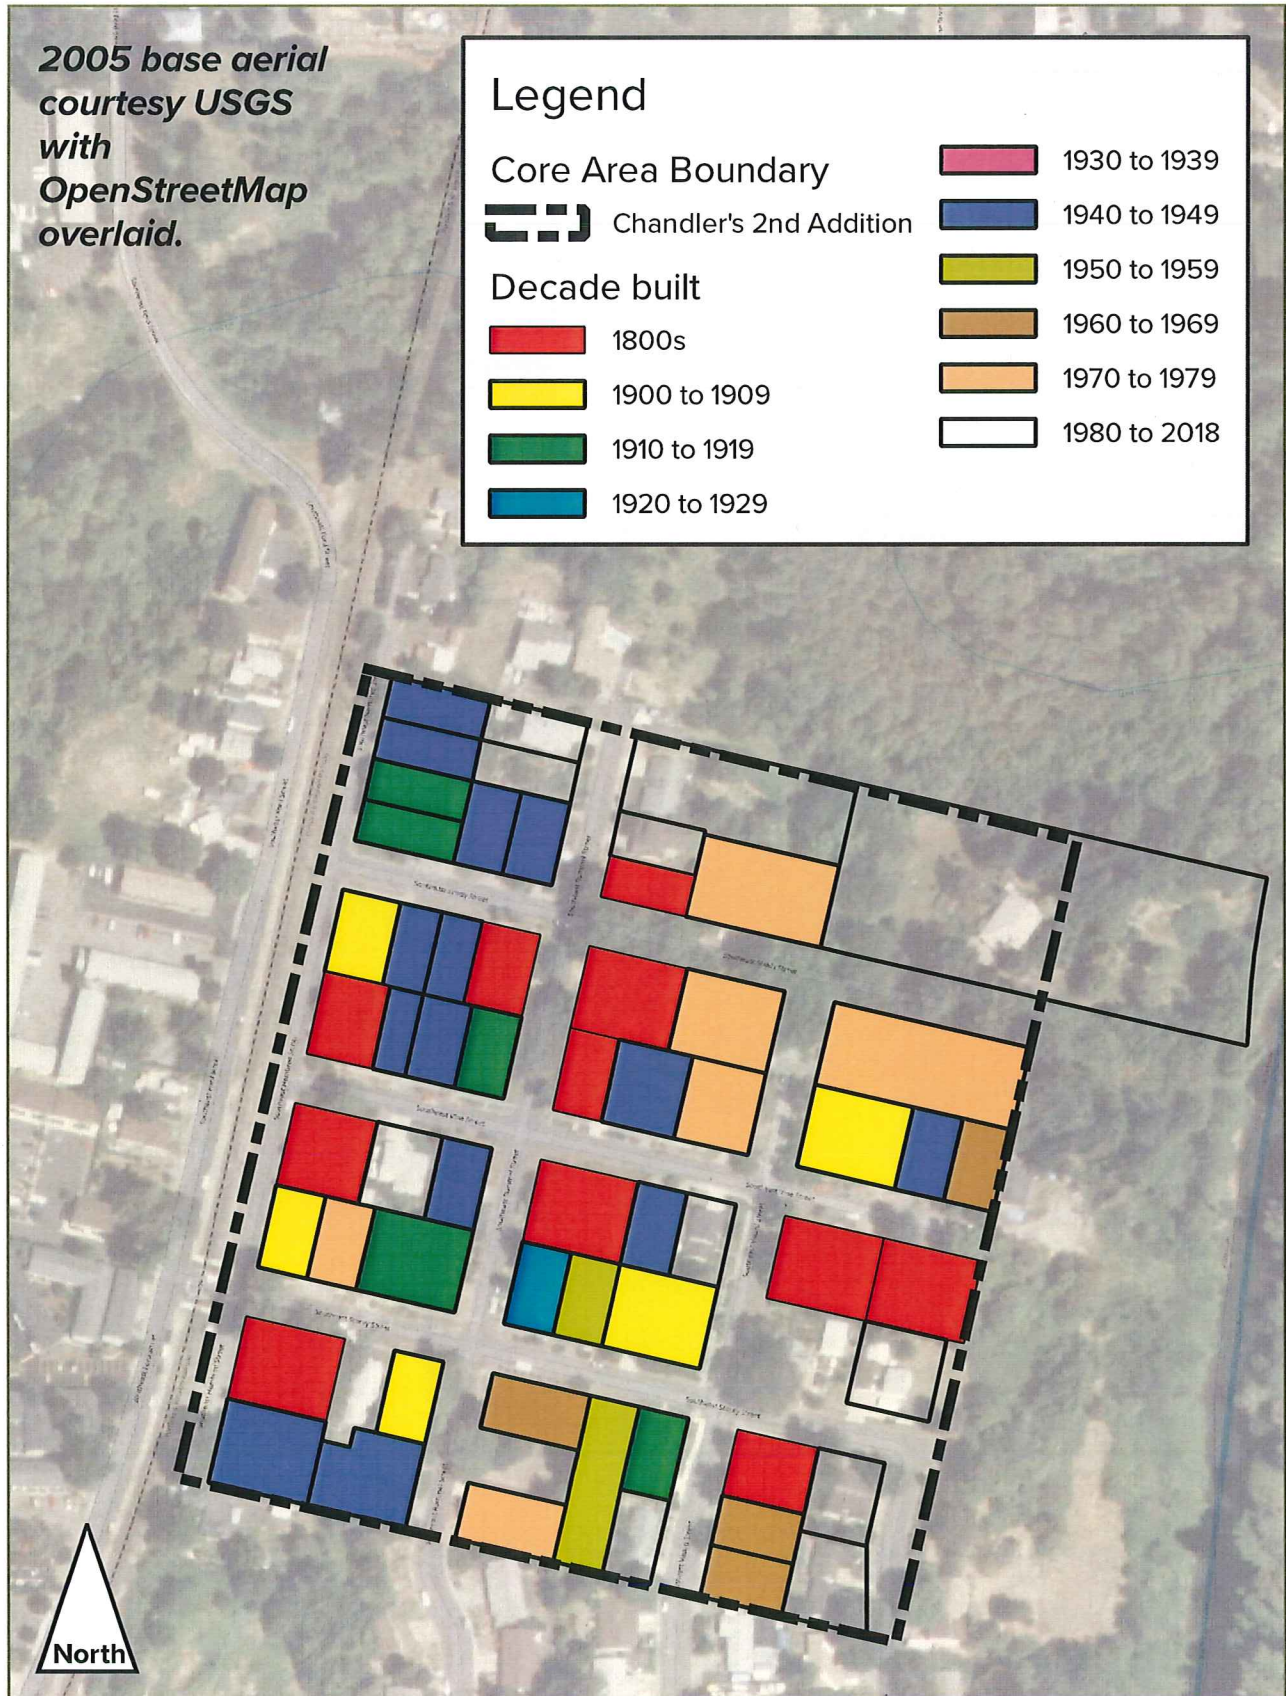 2005 base aerial
courtesy USGS
with
OpenStreetMap
overlaid.
Legend
Core Area Boundary
Chandler's 2nd Addition
Decade built
1800s
1900 to 1909
1910 to 1919
1920 to 1929
1930 to 1939
1940 to 1949
1950 to 1959
1960 to 1969
1970 to 1979
1980 to 2018
North